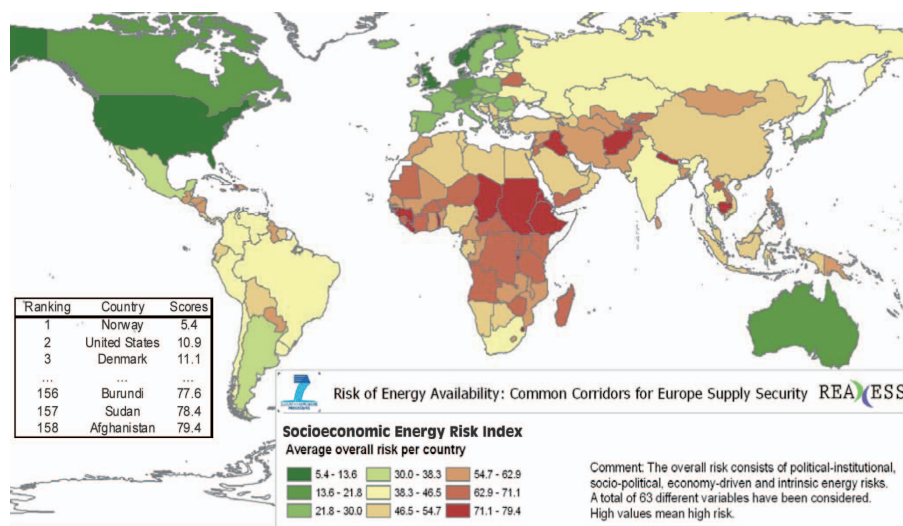 Ranking Country Scores
1 Norway 5.4
2 United States 10.9
3 Denmark 11.1
... ... ...
156 Burundi 77.6
157 Sudan 78.4
158 Afghanistan 79.4
Risk of Energy Availability: Common Corridors for Europe Supply Security REACCESS
Socioeconomic Energy Risk Index
Average overall risk per country
5.4 - 13.6 30.0 - 38.3 54.7 - 62.9
13.6 - 21.8 38.3 - 46.5 62.9 - 71.1
21.8 - 30.0 46.5 - 54.7 71.1 - 79.4
Comment: The overall risk consists of political-institutional,
socio-political, economy-driven and intrinsic energy risks.
A total of 63 different variables have been considered.
High values mean high risk.